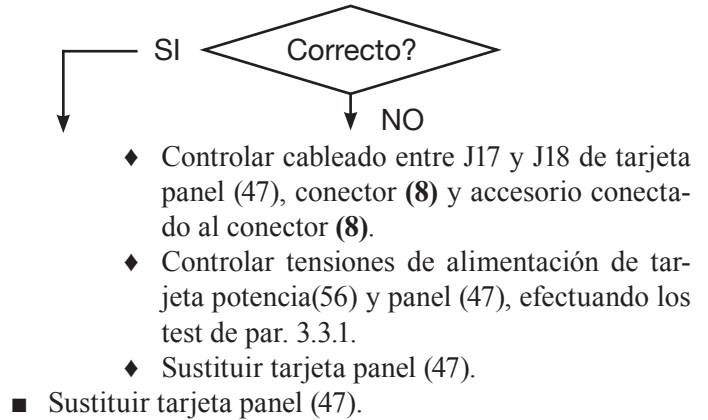 SI Correcto?
NO
♦ Controlar cableado entre J17 y J18 de tarjeta
panel (47), conector (8) y accesorio conecta-
do al conector (8).
♦ Controlar tensiones de alimentación de tar-
jeta potencia(56) y panel (47), efectuando los
test de par. 3.3.1.
♦ Sustituir tarjeta panel (47).
■ Sustituir tarjeta panel (47).